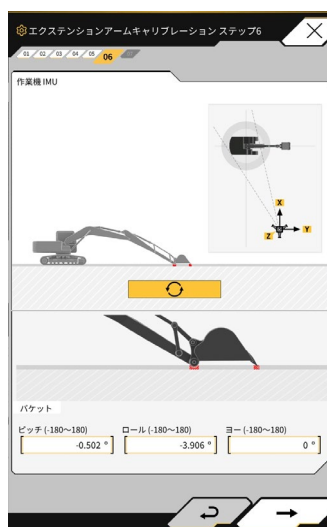 エクステンションアームキャリブレーション ステップ6
01 02 03 04 05 06
作業機 IMU
X
Y
Z
バケット
ピッチ (-180～180) ロール (-180～180) ヨー (-180～180)
-0.502 ° -3.906 ° 0 °